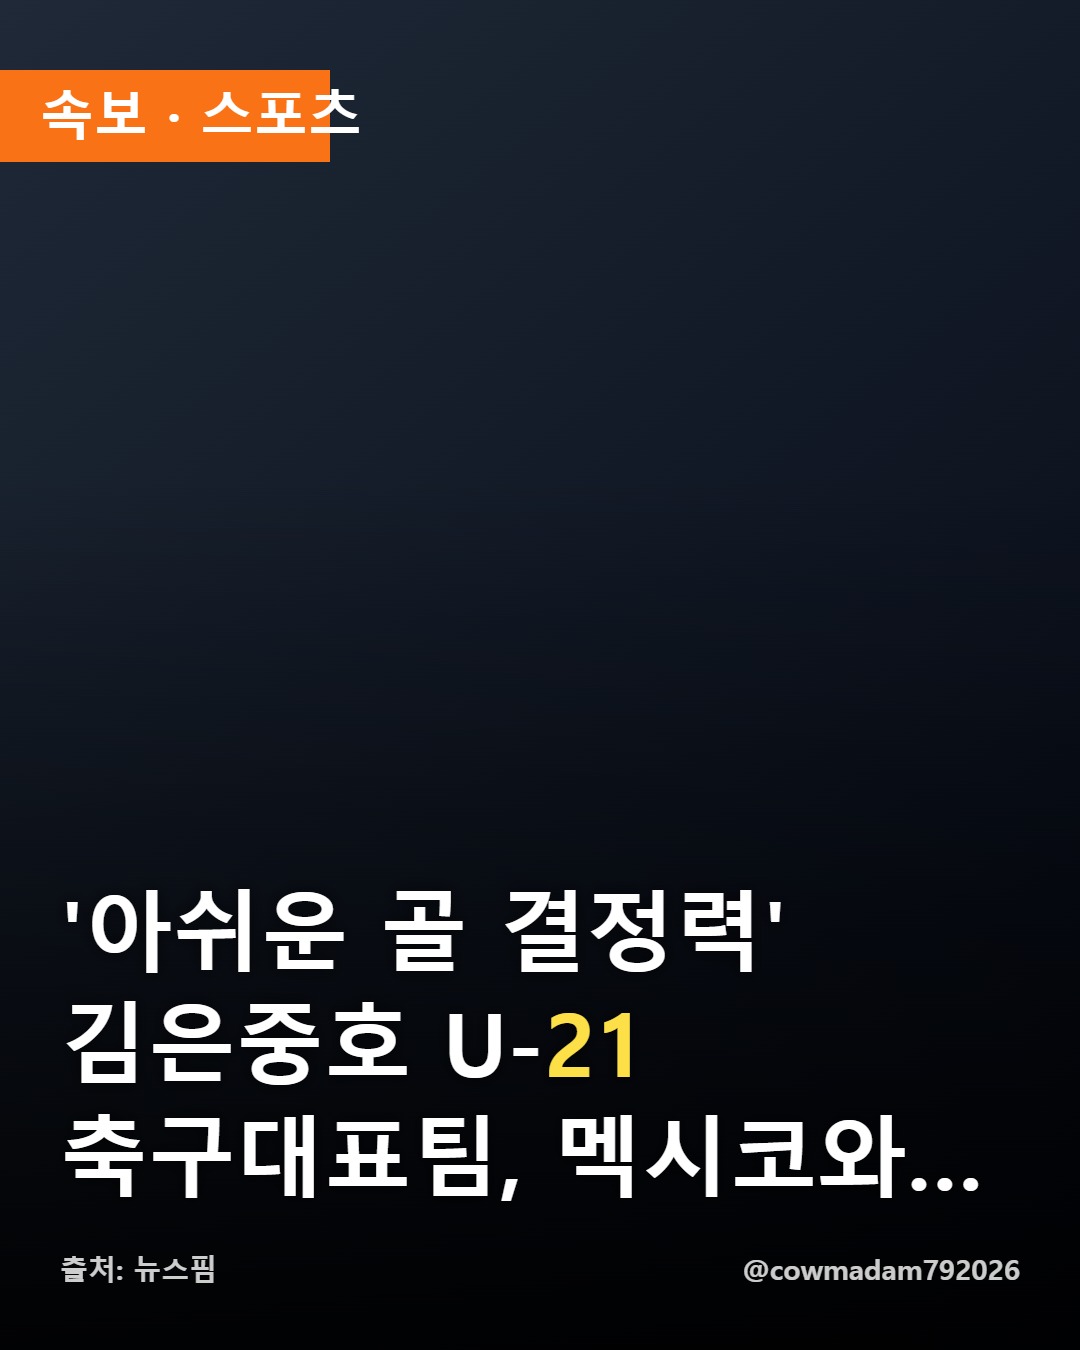 속보 · 스포츠
'아쉬운 골 결정력'
김은중호 U-21
축구대표팀, 멕시코와...
출처: 뉴스핌
@cowmadam792026